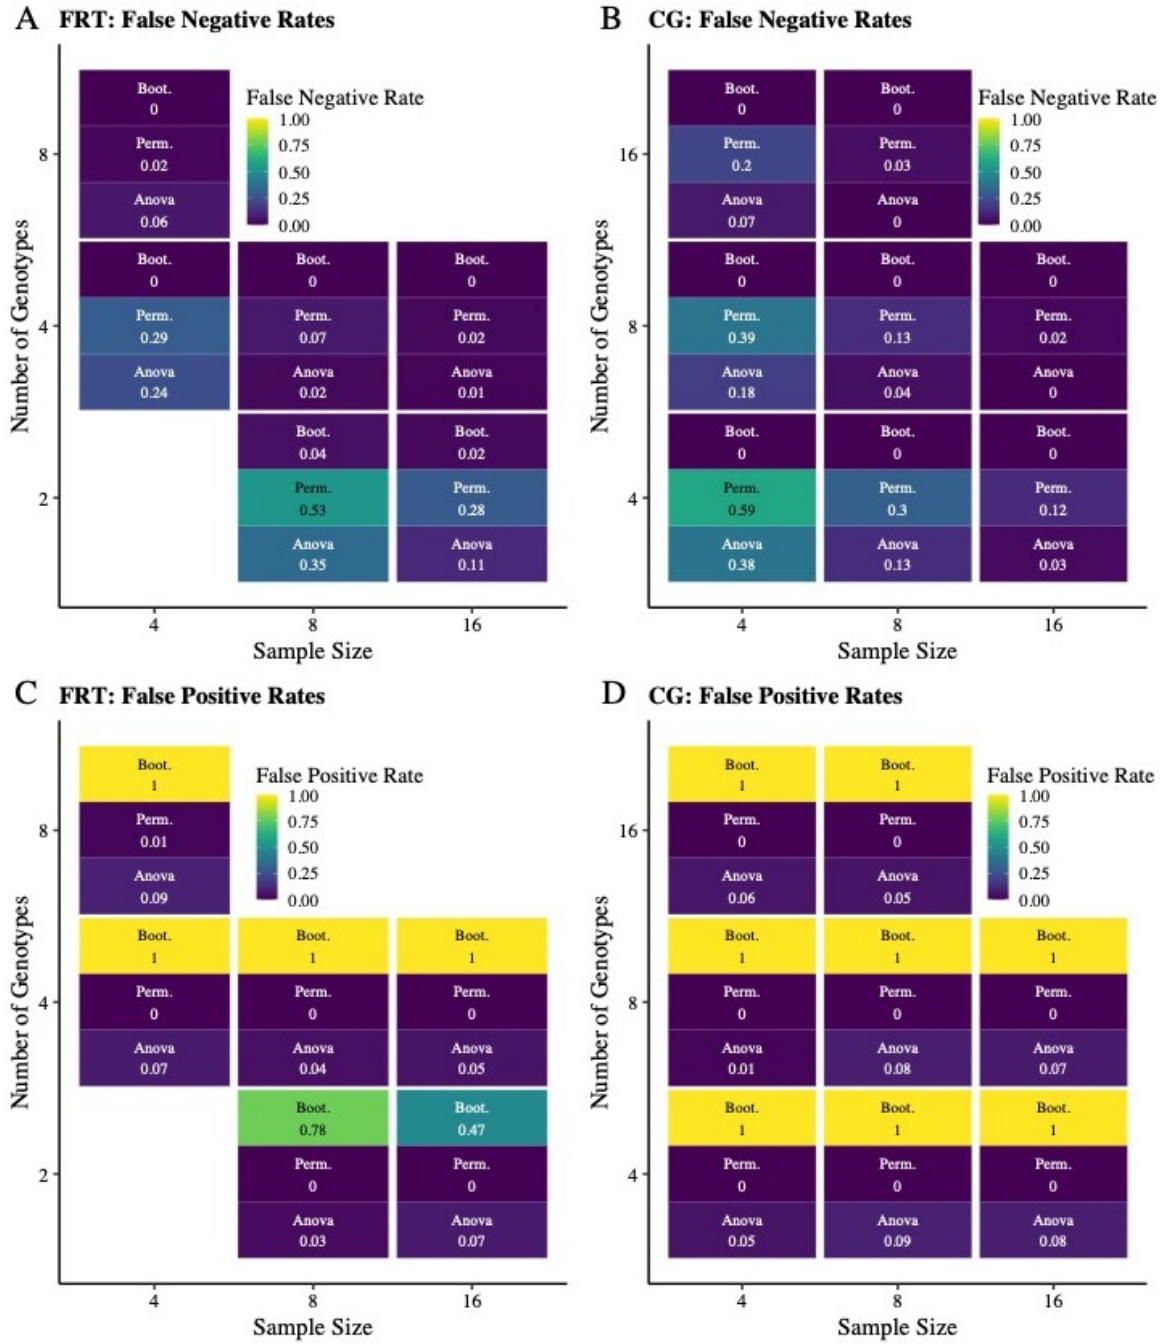 A FRT: False Negative Rates
Number of Genotypes
8
4
2
Boot.
0
Perm.
0.02
Anova
0.06
False Negative Rate
1.00
0.75
0.50
0.25
0.00
Boot.
0
Perm.
0.29
Anova
0.24
Boot.
0
Perm.
0.07
Anova
0.02
Boot.
0
Perm.
0.02
Anova
0.01
Boot.
0.04
Perm.
0.53
Anova
0.35
Boot.
0.02
Perm.
0.28
Anova
0.11
4 8 16
Sample Size
B CG: False Negative Rates
Number of Genotypes
16
8
4
Boot.
0
Perm.
0.2
Anova
0.07
Boot.
0
Perm.
0.03
Anova
0
False Negative Rate
1.00
0.75
0.50
0.25
0.00
Boot.
0
Perm.
0.39
Anova
0.18
Boot.
0
Perm.
0.13
Anova
0.04
Boot.
0
Perm.
0.02
Anova
0
Boot.
0
Perm.
0.59
Anova
0.38
Boot.
0
Perm.
0.3
Anova
0.13
Boot.
0
Perm.
0.12
Anova
0.03
4 8 16
Sample Size
C FRT: False Positive Rates
Number of Genotypes
8
4
2
Boot.
1
Perm.
0.01
Anova
0.09
False Positive Rate
1.00
0.75
0.50
0.25
0.00
Boot.
1
Perm.
0
Anova
0.07
Boot.
1
Perm.
0
Anova
0.04
Boot.
1
Perm.
0
Anova
0.05
Boot.
0.78
Perm.
0
Anova
0.03
Boot.
0.47
Perm.
0
Anova
0.07
4 8 16
Sample Size
D CG: False Positive Rates
Number of Genotypes
16
8
4
Boot.
1
Perm.
0
Anova
0.06
Boot.
1
Perm.
0
Anova
0.05
False Positive Rate
1.00
0.75
0.50
0.25
0.00
Boot.
1
Perm.
0
Anova
0.01
Boot.
1
Perm.
0
Anova
0.08
Boot.
1
Perm.
0
Anova
0.07
Boot.
1
Perm.
0
Anova
0.05
Boot.
1
Perm.
0
Anova
0.09
Boot.
1
Perm.
0
Anova
0.08
4 8 16
Sample Size